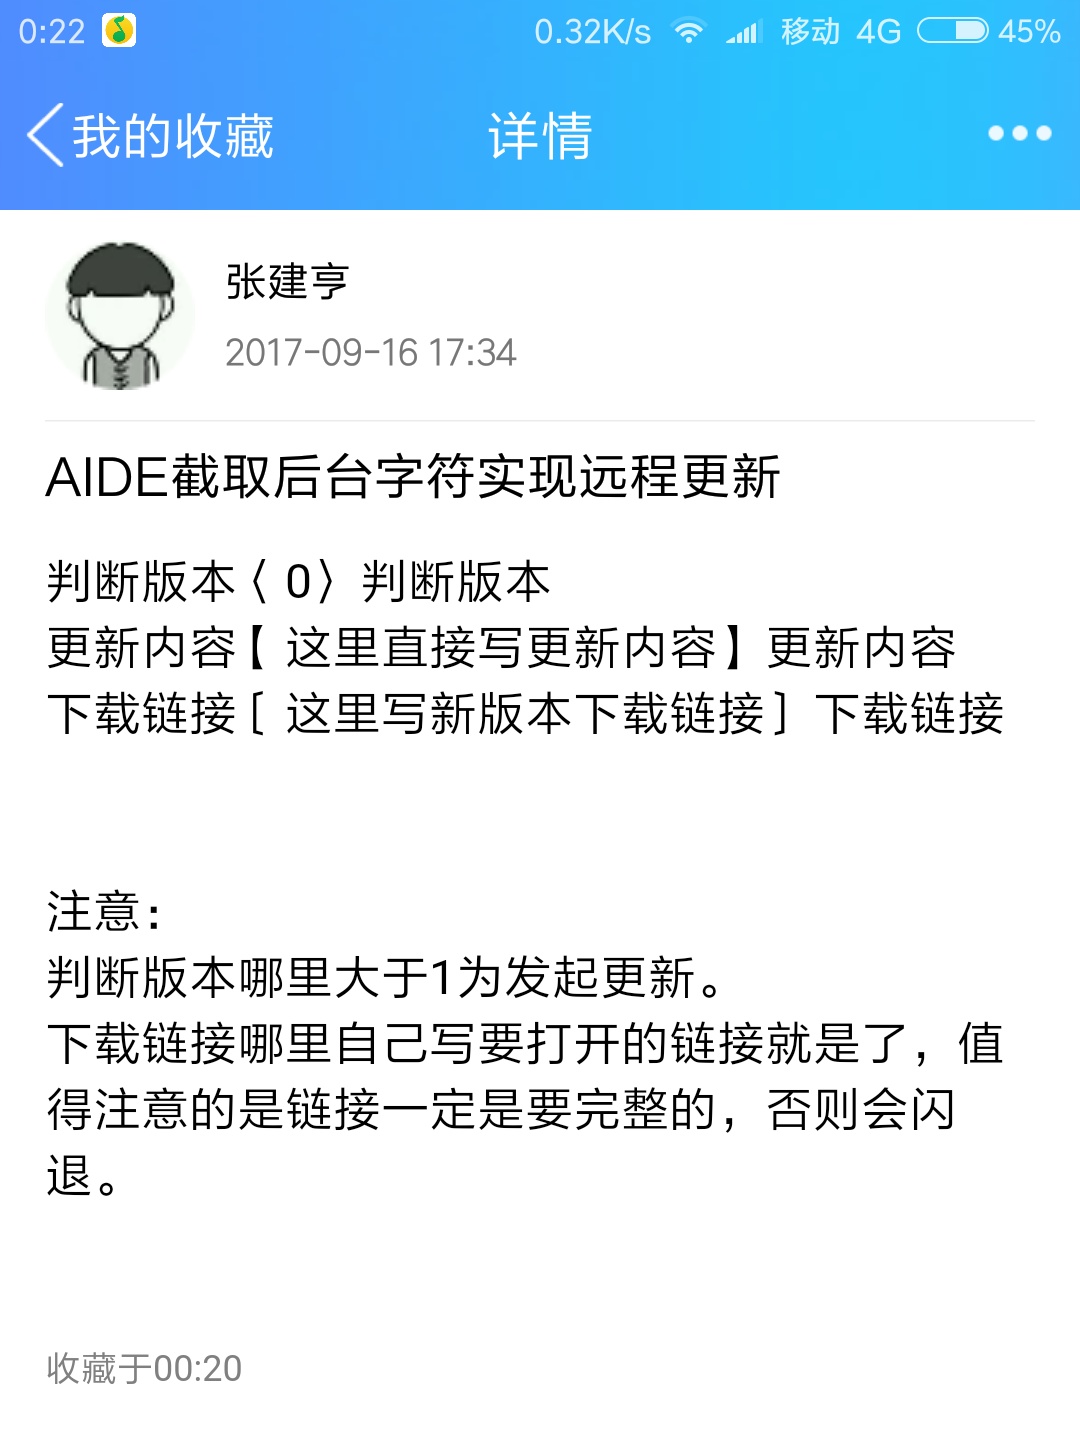 0:22 0.32K/s 移动 4G 45%
我的收藏 详情
张建亨
2017-09-16 17:34
AIDE截取后台字符实现远程更新
判断版本〈 0〉判断版本
更新内容【 这里直接写更新内容】更新内容
下载链接［ 这里写新版本下载链接］下载链接
注意：
判断版本哪里大于1为发起更新。
下载链接哪里自己写要打开的链接就是了，值
得注意的是链接一定是要完整的，否则会闪
退。
收藏于00:20